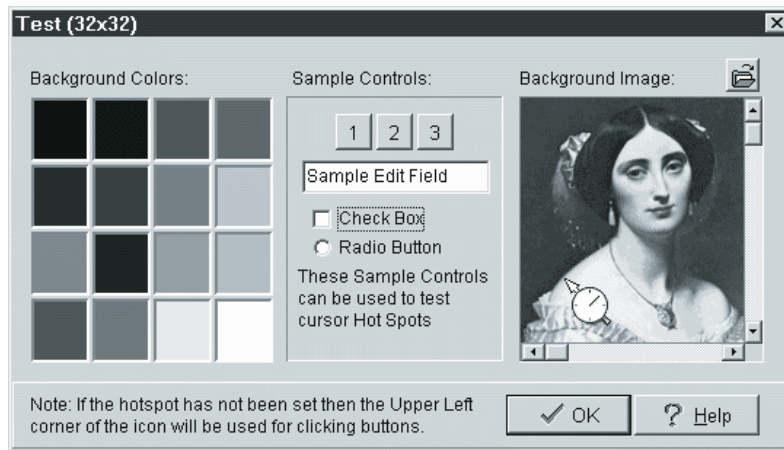 Test (32x32)
Background Colors:
Sample Controls:
1 2 3
Sample Edit Field
Check Box
Radio Button
These Sample Controls
can be used to test
cursor Hot Spots
Background Image:
Note: If the hotspot has not been set then the Upper Left
corner of the icon will be used for clicking buttons.
OK
? Help